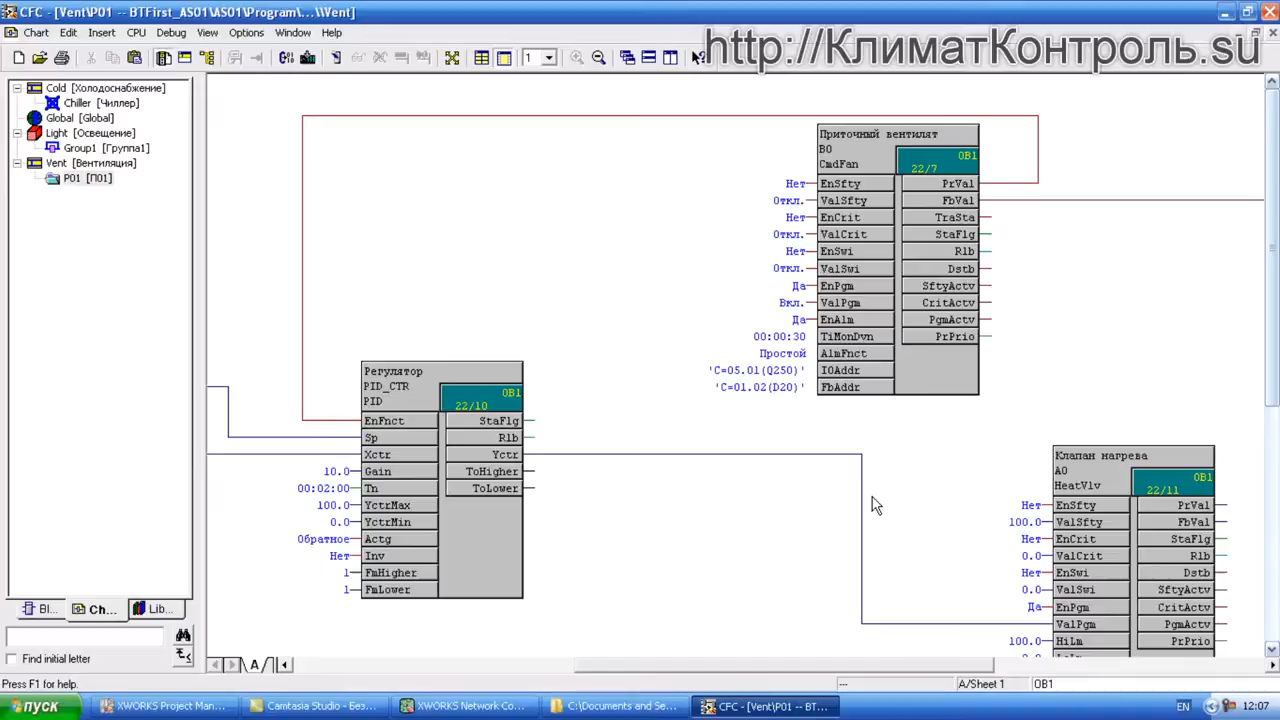 CFC - [Vent\P01 -- BTFirst_AS01\AS01\Program\...\\Vent]
Chart Edit Insert CPU Debug View Options Window Help
http://КлиматКонтроль.su
1
Cold [Холодоснабжение]
Chiller [Чиллер]
Global [Global]
Light [Освещение]
Group1 [Группа1]
Vent [Вентиляция]
P01 [П01]
Приточный вентилят
BO
CmdFan
OB1
22/7
Нет EnSfty PrVal
Откл. ValSfty FbVal
Нет EnCrit TraSta
Откл. ValCrit StaFlg
Нет EnSwi Rlb
Откл. ValSwi Dstb
Да EnPgm SftyActv
Вкл. ValPgm CritActv
Да EnAlm PgmActv
00:00:30 TiMonDvn PrPrio
Простой AlmFnct
'C=05.01(Q250)' IOAddr
'C=01.02(D20)' FbAddr
Регулятор
PID_CTR
PID
OB1
22/10
EnFnct StaFlg
Sp Rlb
Xctr Yctr
10.0 Gain ToHigher
00:02:00 Tn ToLower
100.0 YctrMax
0.0 YctrMin
Обратное Actg
Нет Inv
1 FmHigher
1 FmLower
Клапан нагрева
AO
HeatVlv
OB1
22/11
Нет EnSfty PrVal
100.0 ValSfty FbVal
Нет EnCrit StaFlg
0.0 ValCrit Rlb
Нет EnSwi Dstb
0.0 ValSwi SftyActv
Да EnPgm CritActv
ValPgm PgmActv
100.0 HiLm PrPrio
Bl... Ch... Lib...
Find initial letter
A
Press F1 for help.
--- A/Sheet 1 OB1
пуск XWORKS Project Man... Camtasia Studio - Без... XWORKS Network Co... C:\Documents and Se... CFC - [Vent\P01 -- BT... EN 12:07